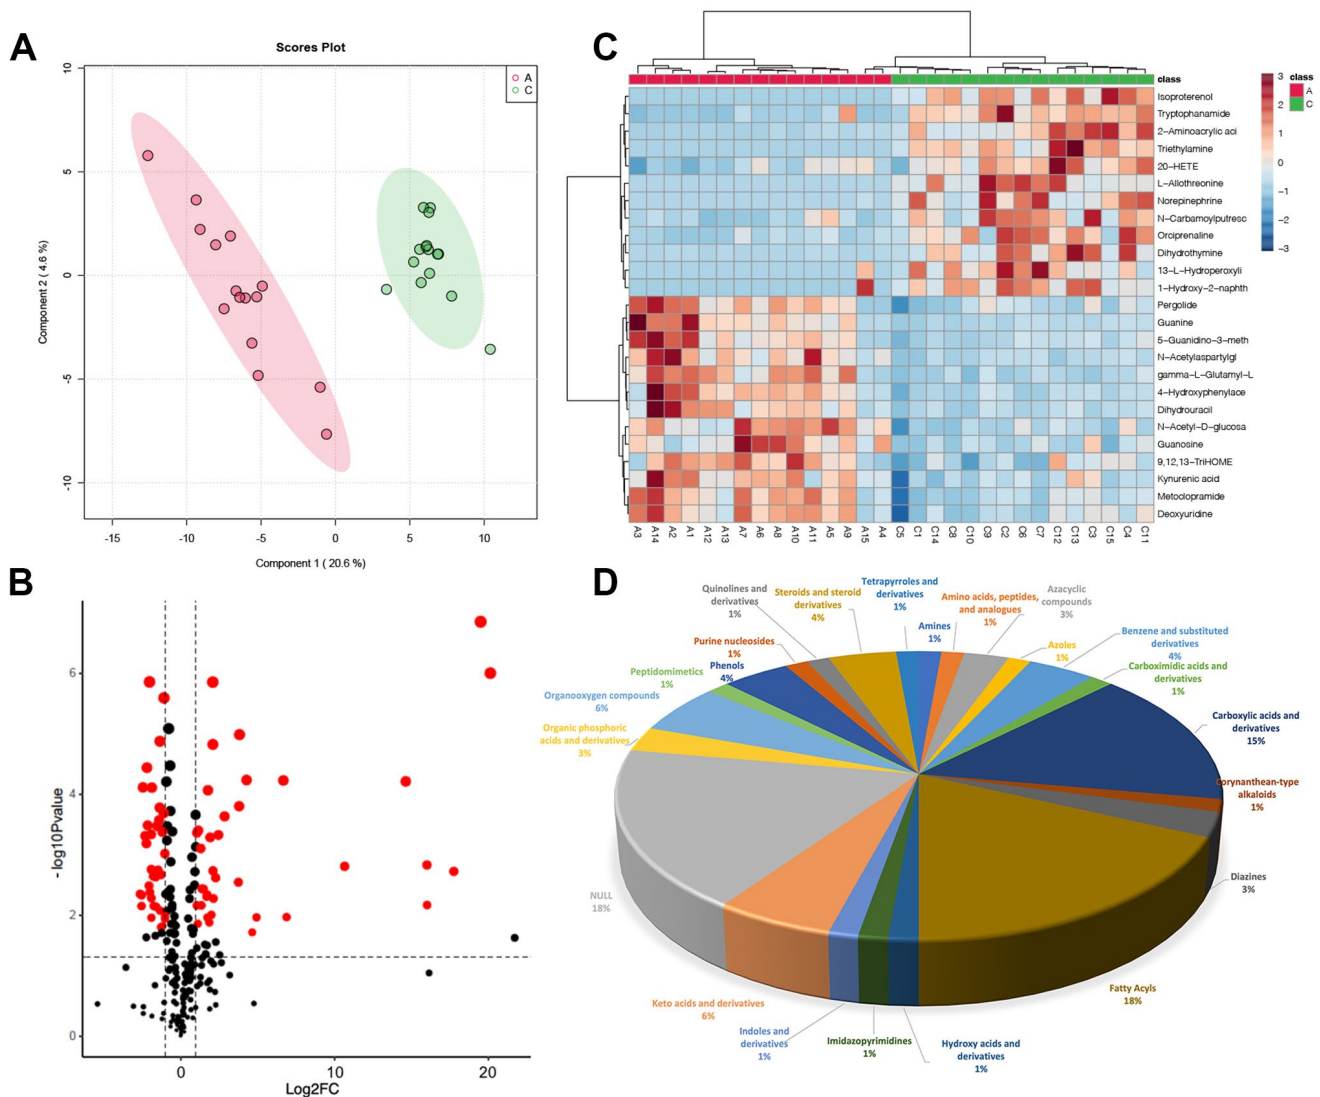 A
Scores Plot
A
C
10
5
0
-5
-10
Component 2 ( 4.6 %)
-15
-10
-5
0
5
10
Component 1 ( 20.6 %)
B
6
4
2
0
- log10Pvalue
0
10
20
Log2FC
C
class
Isoproterenol
Tryptophanamide
2-Aminoacrylic aci
Triethylamine
20-HETE
L-Allothreonine
Norepinephrine
N-Carbamoylputresc
Orciprenaline
Dihydrothymine
13-L-Hydroperoxyli
1-Hydroxy-2-naphth
Pergolide
Guanine
5-Guanidino-3-meth
N-Acetylaspartylgl
gamma-L-Glutamyl-L
4-Hydroxyphenylace
Dihydrouracil
N-Acetyl-D-glucosa
Guanosine
9,12,13-TriHOME
Kynurenic acid
Metoclopramide
Deoxyuridine
A3 A14 A2 A1 A12 A13 A7 A6 A8 A10 A11 A5 A9 A15 A4 C5 C1 C14 C8 C10 C9 C2 C6 C7 C12 C13 C3 C15 C4 C11
3
2
1
0
-1
-2
-3
class
A
C
D
Quinolines and
derivatives
1%
Steroids and steroid
derivatives
4%
Tetrapyrroles and
derivatives
1%
Amines
1%
Amino acids, peptides,
and analogues
1%
Azacyclic
compounds
3%
Azoles
1%
Benzene and substituted
derivatives
4%
Carboximidic acids and
derivatives
1%
Carboxylic acids and
derivatives
15%
Corynanthean-type
alkaloids
1%
Diazines
3%
Fatty Acyls
18%
Hydroxy acids and
derivatives
1%
Imidazopyrimidines
1%
Indoles and
derivatives
1%
Keto acids and derivatives
6%
NULL
18%
Organic phosphoric
acids and derivatives
3%
Organooxygen compounds
6%
Peptidomimetics
1%
Phenols
4%
Purine nucleosides
1%